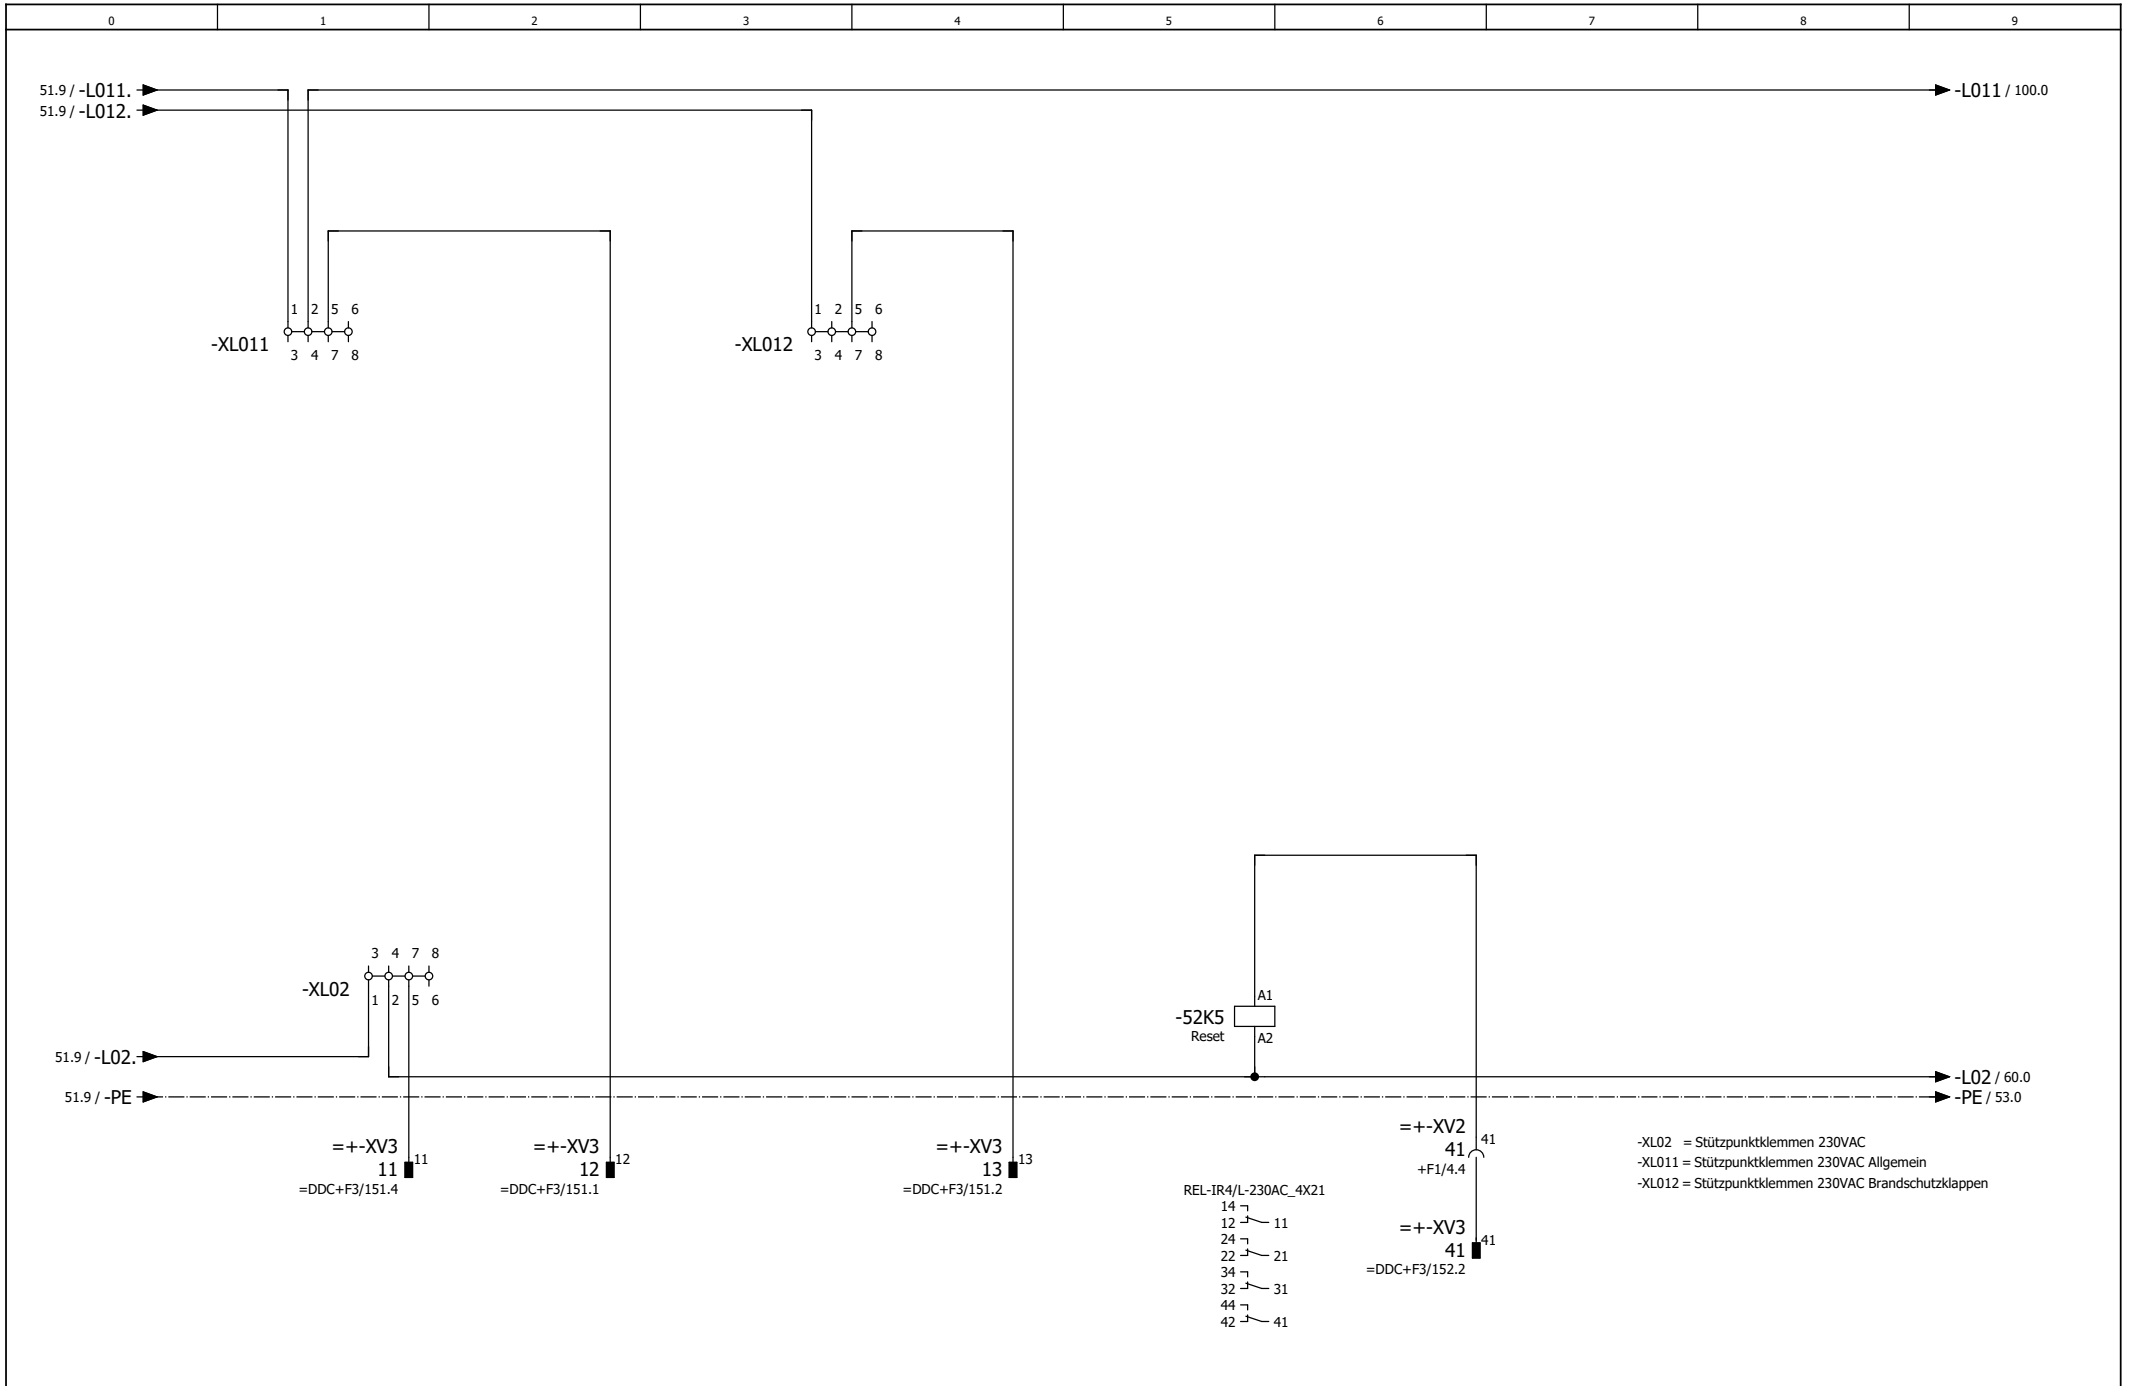 0 1 2 3 4 5 6 7 8 9
51.9 / -L011. -L011 / 100.0
51.9 / -L012.
1 2 5 6 1 2 5 6
-XL011 -XL012
3 4 7 8 3 4 7 8
3 4 7 8
-XL02
1 2 5 6
A1
-52K5
Reset
A2
51.9 / -L02. -L02 / 60.0
51.9 / -PE -PE / 53.0
=+-XV3
11 11
=DDC+F3/151.4
=+-XV3
12 12
=DDC+F3/151.1
=+-XV3
13 13
=DDC+F3/151.2
=+-XV2
41 41
+F1/4.4
-XL02 = Stützpunktklemmen 230VAC
-XL011 = Stützpunktklemmen 230VAC Allgemein
-XL012 = Stützpunktklemmen 230VAC Brandschutzklappen
REL-IR4/L-230AC_4X21
14
12 11
24
22 21
34
32 31
44
42 41
=+-XV3
41 41
=DDC+F3/152.2